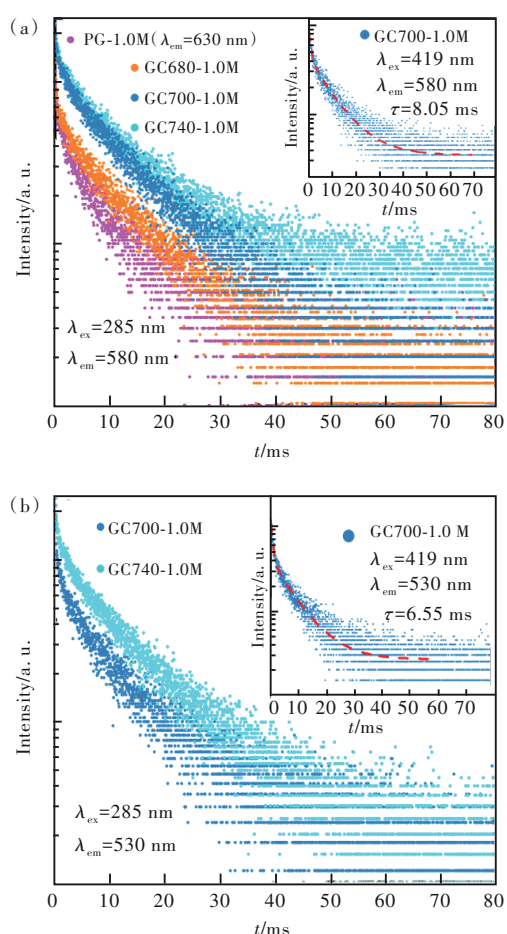 (a)
PG-1.0M(λem=630 nm)
GC680-1.0M
GC700-1.0M
GC740-1.0M
Intensity/a. u.
λex=285 nm
λem=580 nm
0 10 20 30 40 50 60 70 80
t/ms
GC700-1.0M
λex=419 nm
λem=580 nm
τ=8.05 ms
Intensity/a. u.
0 10 20 30 40 50 60 70
t/ms
(b)
GC700-1.0M
GC740-1.0M
Intensity/a. u.
λex=285 nm
λem=530 nm
0 10 20 30 40 50 60 70 80
t/ms
GC700-1.0 M
λex=419 nm
λem=530 nm
τ=6.55 ms
Intensity/a. u.
0 10 20 30 40 50 60 70 80
t/ms